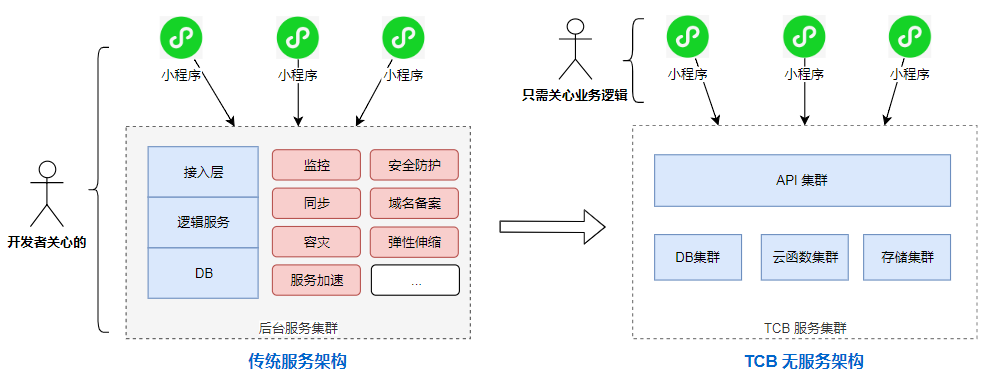 小程序
小程序
小程序
开发者关心的
接入层
逻辑服务
DB
监控
安全防护
同步
域名备案
容灾
弹性伸缩
服务加速
...
后台服务集群
传统服务架构
只需关心业务逻辑
小程序
小程序
小程序
API 集群
DB集群
云函数集群
存储集群
TCB 服务集群
TCB 无服务架构